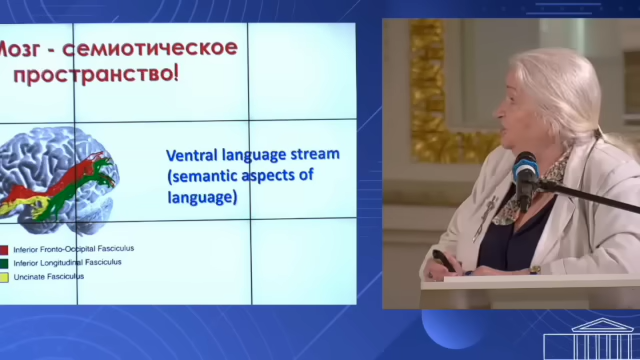 Мозг - семиотическое
пространство!
Ventral language stream
(semantic aspects of
language)
Inferior Fronto-Occipital Fasciculus
Inferior Longitudinal Fasciculus
Uncinate Fasciculus